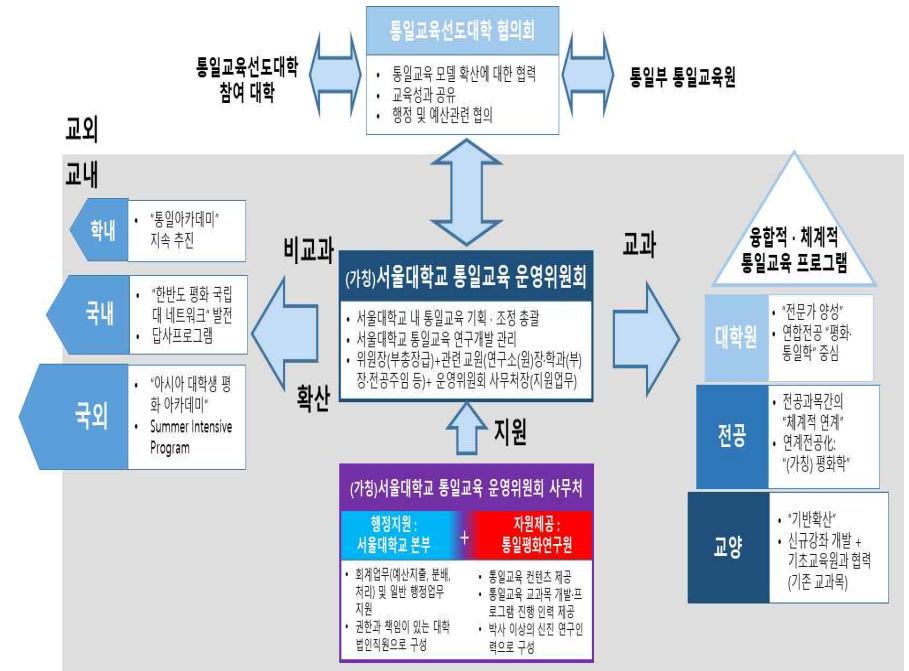 통일교육선도대학 협의회
• 통일교육 모델 확산에 대한 협력
• 교육성과 공유
• 행정 및 예산관련 협의
통일교육선도대학
참여 대학
통일부 통일교육원
교외
교내
학내
• “통일아카데미”
지속 추진
국내
• “한반도 평화 국립
대 네트워크” 발전
• 답사프로그램
국외
• “아시아 대학생 평
화 아카데미”
• Summer Intensive
Program
비교과
확산
(가칭)서울대학교 통일교육 운영위원회
• 서울대학교 내 통일교육 기획 · 조정 총괄
• 서울대학교 통일교육 연구개발 관리
• 위원장(부총장급)+관련 교원(연구소(원)장학과(부)
장·전공주임 등)+ 운영위원회 사무처장(지원업무)
지원
(가칭)서울대학교 통일교육 운영위원회 사무처
행정지원 :
서울대학교 본부
+
자원제공 :
통일평화연구원
• 회계업무(예산지출, 분배,
처리) 및 일반 행정업무
지원
• 권한과 책임이 있는 대학
법인직원으로 구성
• 통일교육 컨텐츠 제공
• 통일교육 교과목 개발·프
로그램 진행 인력 제공
• 박사 이상의 신진 연구인
력으로 구성
교과
융합적 · 체계적
통일교육 프로그램
대학원
• “전문가 양성”
• 연합전공 “평화·
통일학” 중심
전공
• 전공과목간의
“체계적 연계”
• 연계전공化:
“(가칭) 평화학”
교양
• “기반확산”
• 신규강좌 개발 +
기초교육원과 협력
(기존 교과목)